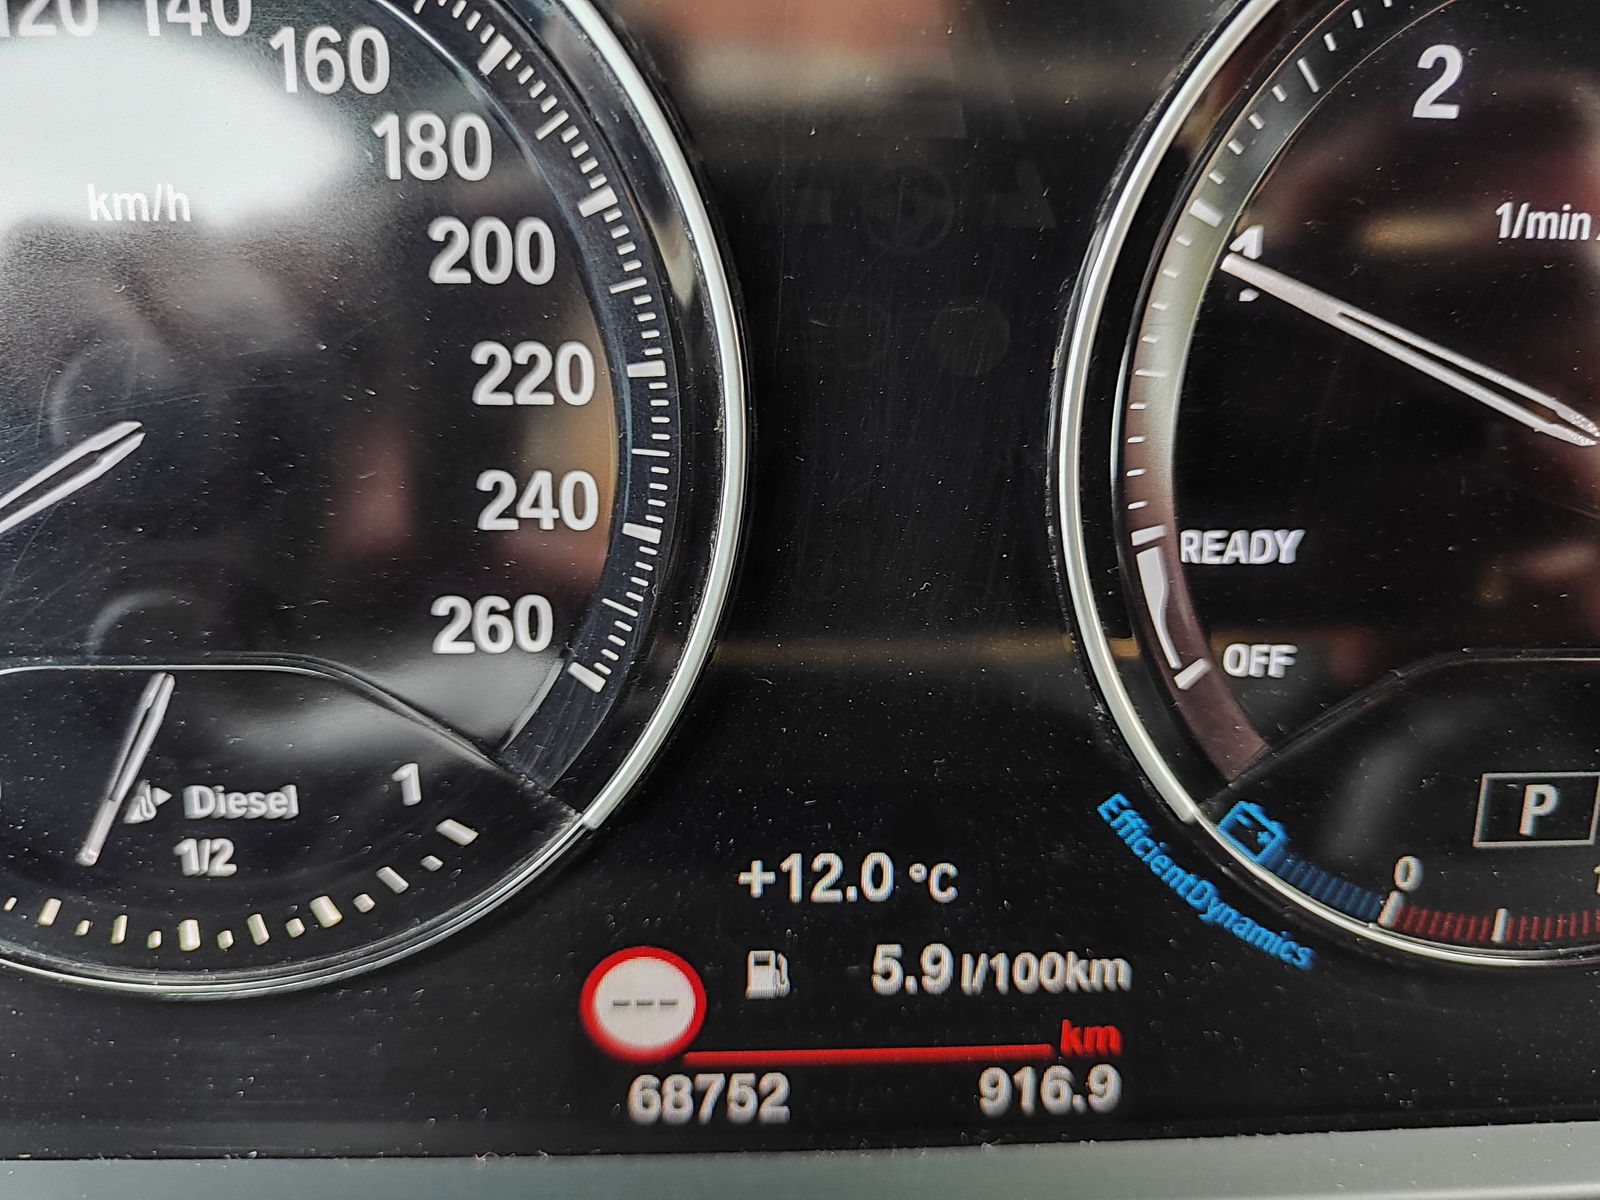 120 140
160
180
200
220
240
260
km/h
Diesel
1/2
1
2
1/min
1
READY
OFF
P
0
EfficientDynamics
+12.0 °C
5.9 l/100km
---
km
68752 916.9